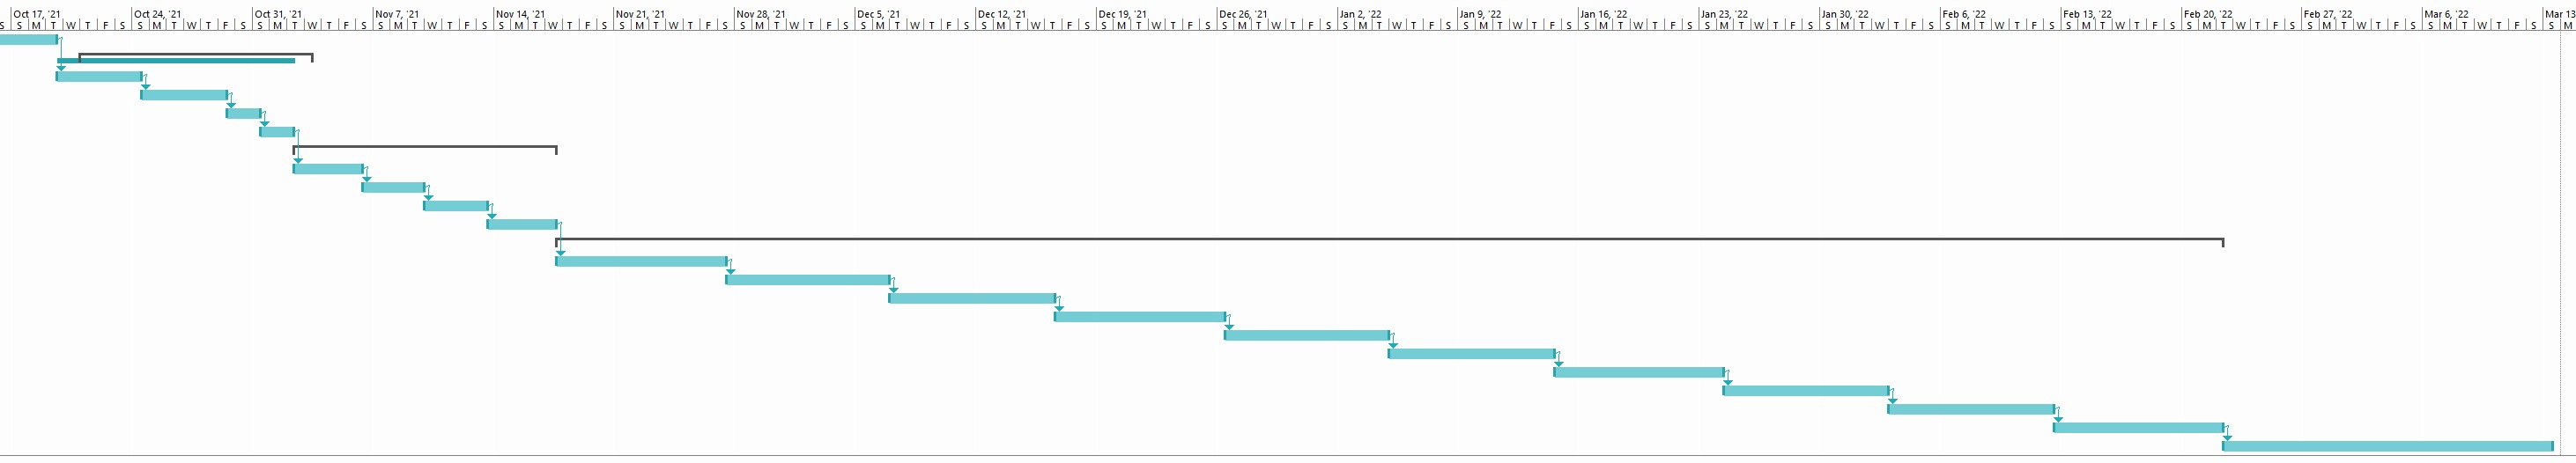 Oct 17, '21 Oct 24, '21 Oct 31, '21 Nov 7, '21 Nov 14, '21 Nov 21, '21 Nov 28, '21 Dec 5, '21 Dec 12, '21 Dec 19, '21 Dec 26, '21 Jan 2, '22 Jan 9, '22 Jan 16, '22 Jan 23, '22 Jan 30, '22 Feb 6, '22 Feb 13, '22 Feb 20, '22 Feb 27, '22 Mar 6, '22 Mar 13
S S M T W T F S S M T W T F S S M T W T F S S M T W T F S S M T W T F S S M T W T F S S M T W T F S S M T W T F S S M T W T F S S M T W T F S S M T W T F S S M T W T F S S M T W T F S S M T W T F S S M T W T F S S M T W T F S S M T W T F S S M T W T F S S M T W T F S S M T W T F S S M T W T F S S M